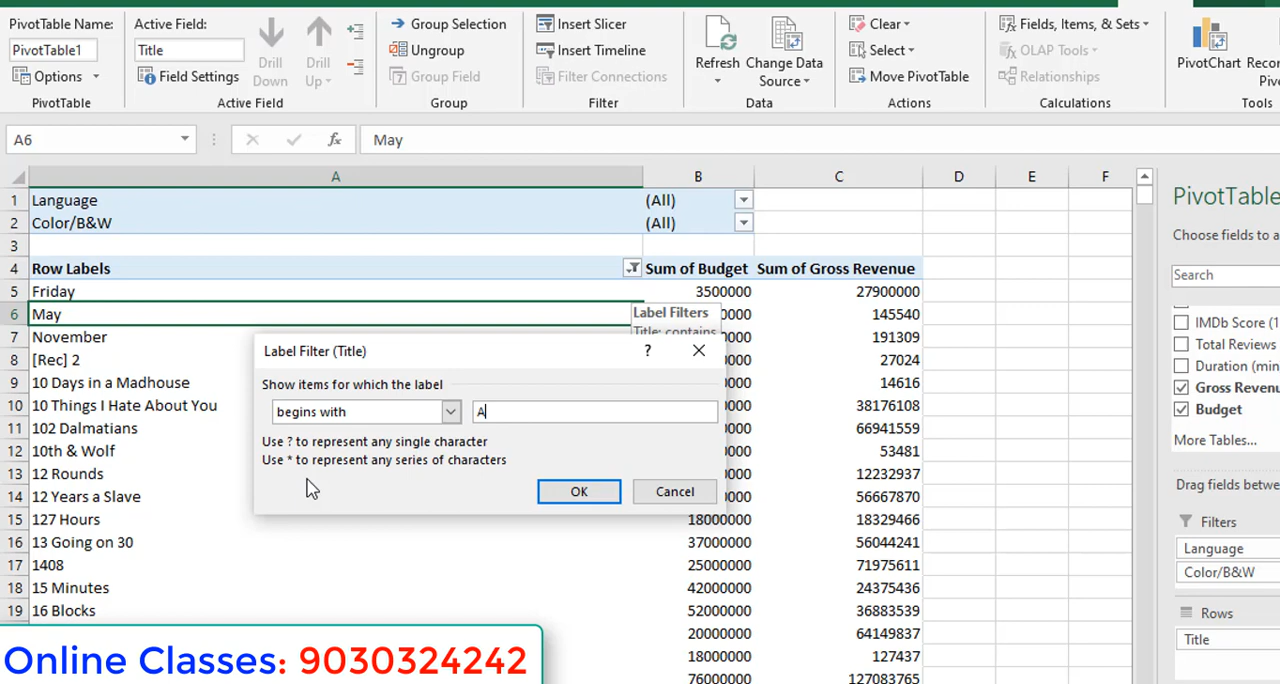 PivotTable Name: Active Field:
PivotTable1 Title
Options Field Settings
Drill Down Drill Up
PivotTable Active Field
Group Selection
Ungroup
Group Field
Group
Insert Slicer
Insert Timeline
Filter Connections
Filter
Refresh Change Data Source
Data
Clear
Select
Move PivotTable
Actions
Fields, Items, & Sets
OLAP Tools
Relationships
Calculations
PivotChart
Tools
A6 fx May
A B C D E F
1 Language (All)
2 Color/B&W (All)
3
4 Row Labels Sum of Budget Sum of Gross Revenue
5 Friday 3500000 27900000
6 May 145540
7 November 191309
8 [Rec] 2 27024
9 10 Days in a Madhouse 14616
10 10 Things I Hate About You 38176108
11 102 Dalmatians 66941559
12 10th & Wolf 53481
13 12 Rounds 12232937
14 12 Years a Slave 56667870
15 127 Hours 18000000 18329466
16 13 Going on 30 37000000 56044241
17 1408 25000000 71975611
18 15 Minutes 42000000 24375436
19 16 Blocks 52000000 36883539
20000000 64149837
18000000 127437
76000000 127083765
Label Filters
Title: contains
Label Filter (Title) ?
Show items for which the label
begins with A
Use ? to represent any single character
Use * to represent any series of characters
OK Cancel
PivotTable
Choose fields to a
Search
IMDb Score (1
Total Reviews
Duration (min
Gross Revenu
Budget
More Tables...
Drag fields betwe
Filters
Language
Color/B&W
Rows
Title
Online Classes: 9030324242